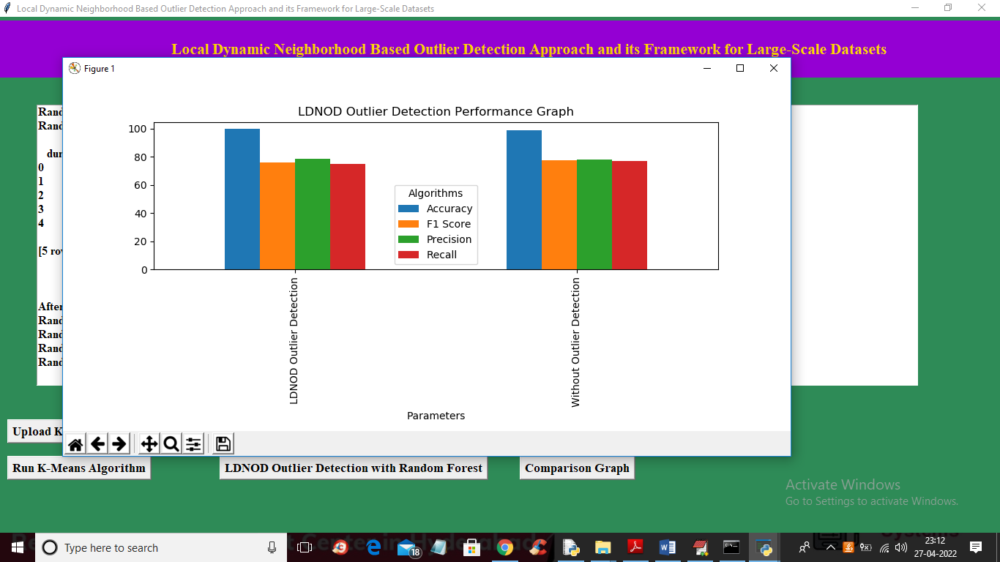 Local Dynamic Neighborhood Based Outlier Detection Approach and its Framework for Large-Scale Datasets
Local Dynamic Neighborhood Based Outlier Detection Approach and its Framework for Large-Scale Datasets
Figure 1
Rand
Rand
dur
0
1
2
3
4
[5 rov
After
Rand
Rand
Rand
Rand
LDNOD Outlier Detection Performance Graph
100
80
60
40
20
0
Algorithms
Accuracy
F1 Score
Precision
Recall
LDNOD Outlier Detection
Without Outlier Detection
Parameters
Upload K
Run K-Means Algorithm
LDNOD Outlier Detection with Random Forest
Comparison Graph
Activate Windows
Go to Settings to activate Windows.
Type here to search
18
23:12
27-04-2022